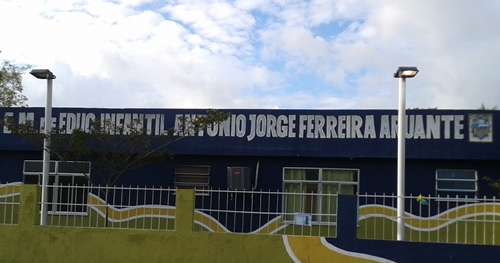 E.M. DE EDUC. INFANTIL ANTONIO JORGE FERREIRA ARUANTE